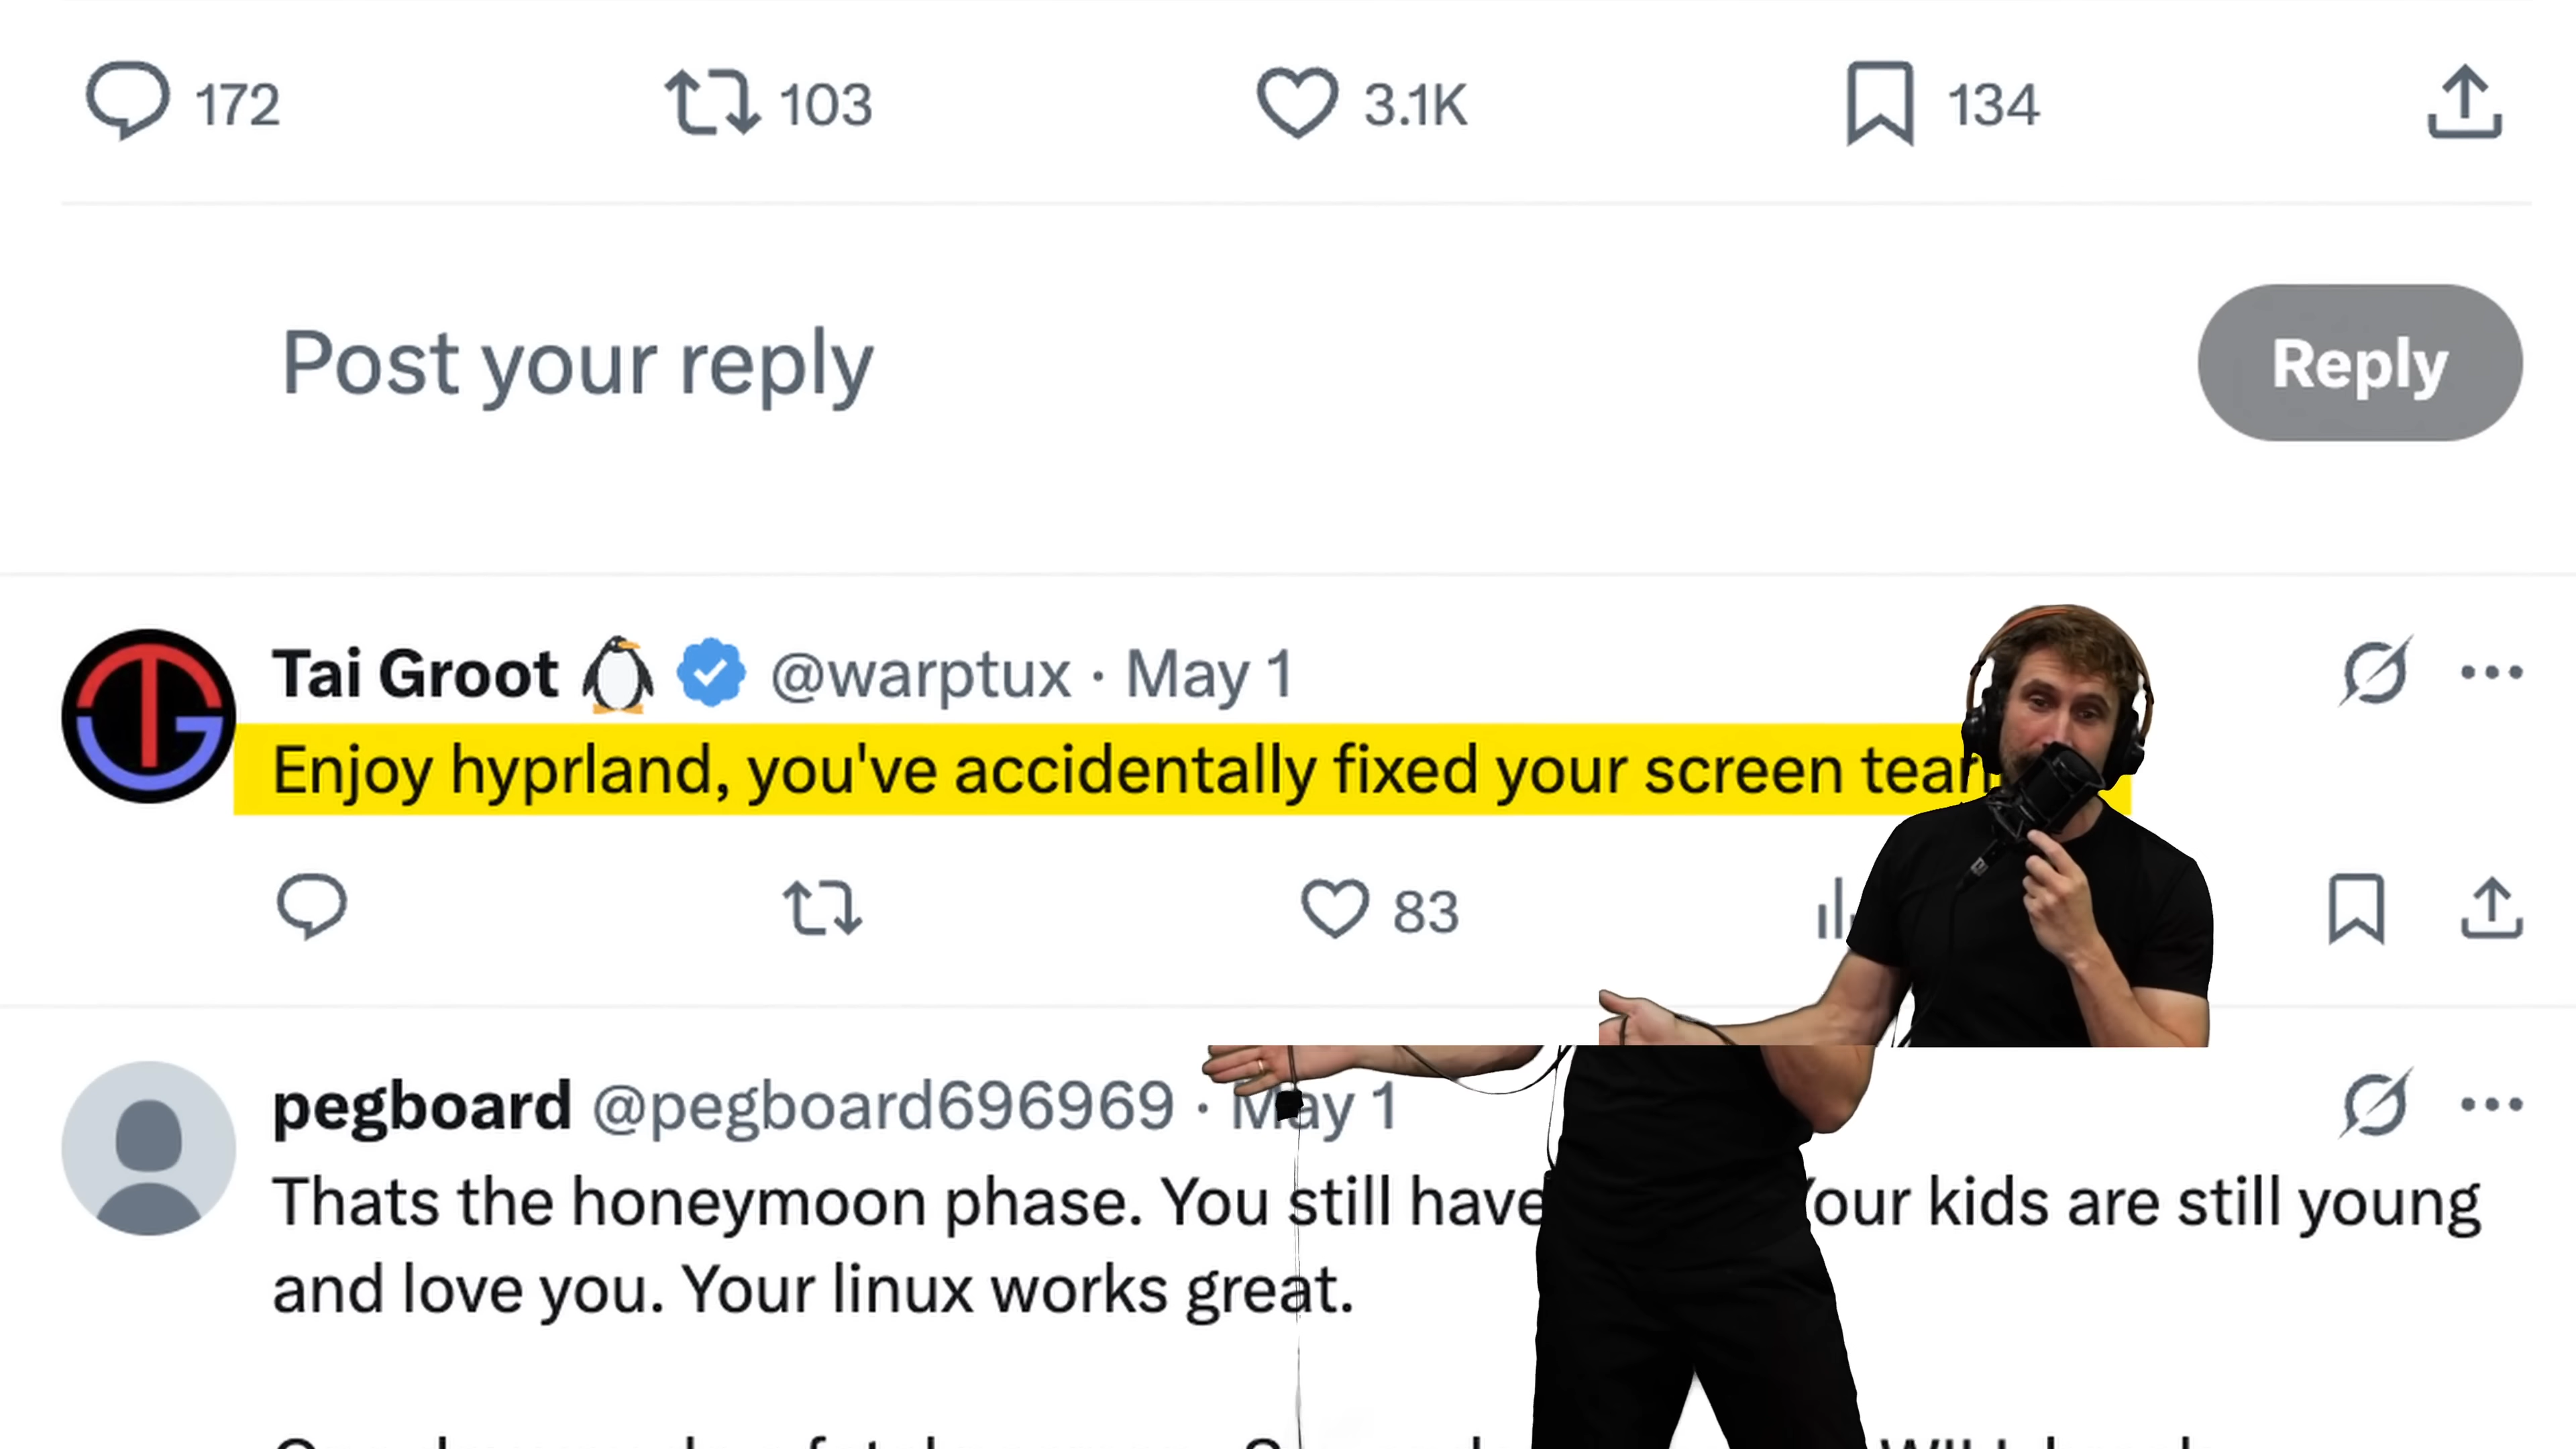 172 103 3.1K 134
Post your reply Reply
Tai Groot @warptux · May 1
Enjoy hyprland, you've accidentally fixed your screen
83
pegboard @pegboard696969 · May 1
Thats the honeymoon phase. You still have kids are still young
and love you. Your linux works great.